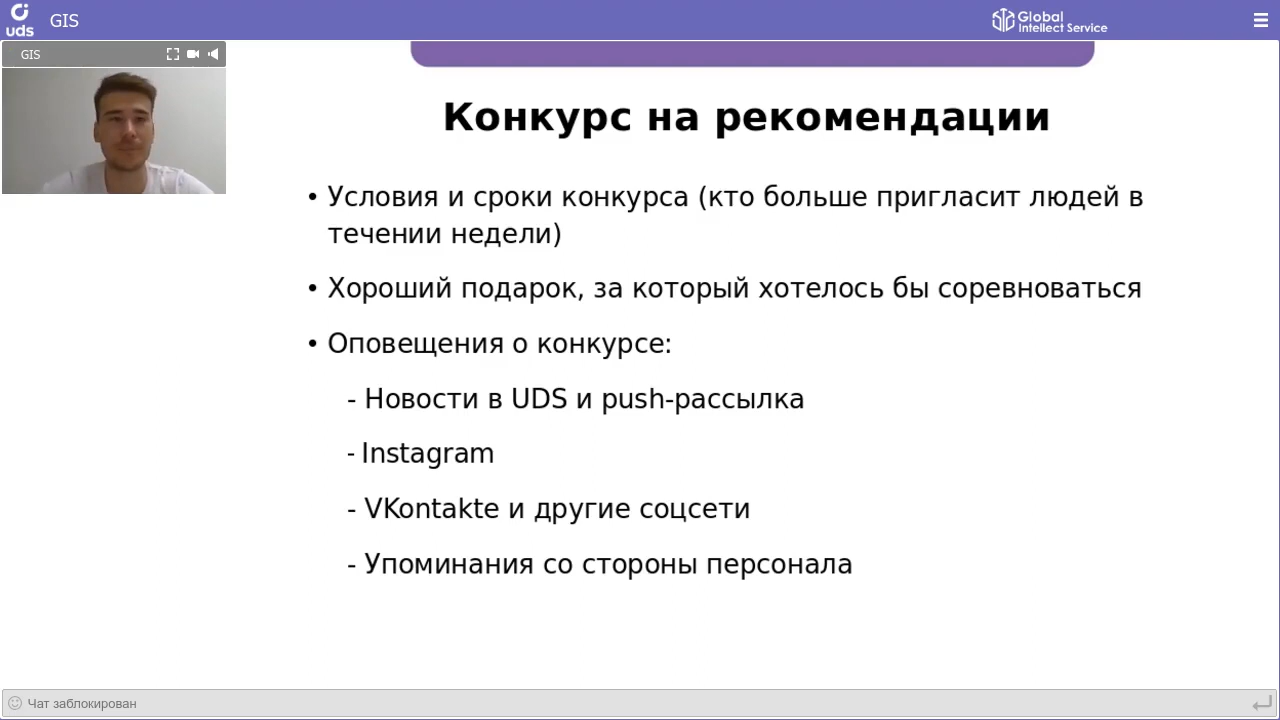 uds
GIS
Global
Intellect Service
GIS
Конкурс на рекомендации
• Условия и сроки конкурса (кто больше пригласит людей в
течении недели)
• Хороший подарок, за который хотелось бы соревноваться
• Оповещения о конкурсе:
- Новости в UDS и push-рассылка
- Instagram
- VKontakte и другие соцсети
- Упоминания со стороны персонала
Чат заблокирован